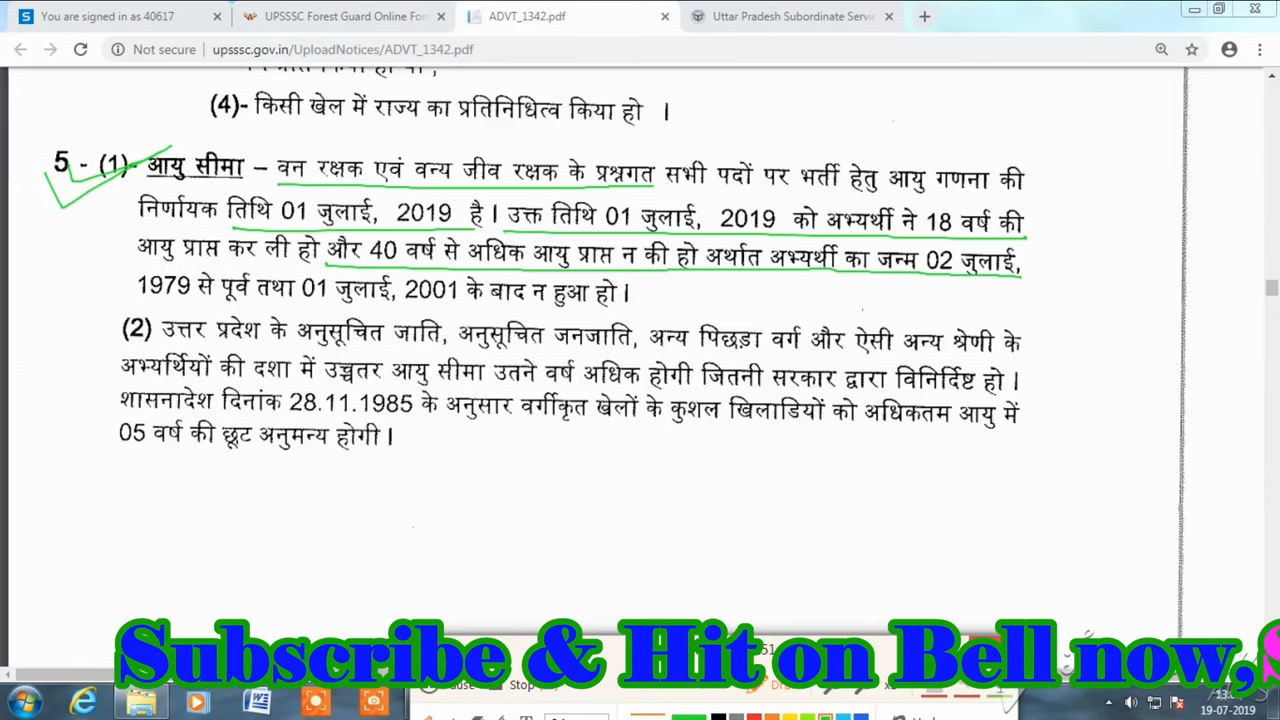 You are signed in as 40617
UPSSSC Forest Guard Online Form
ADVT_1342.pdf
Uttar Pradesh Subordinate Servic
Not secure
upsssc.gov.in/UploadNotices/ADVT_1342.pdf
(4)- किसी खेल में राज्य का प्रतिनिधित्व किया हो ।
5 - (1)- आयु सीमा – वन रक्षक एवं वन्य जीव रक्षक के प्रश्नगत सभी पदों पर भर्ती हेतु आयु गणना की
निर्णायक तिथि 01 जुलाई, 2019 है। उक्त तिथि 01 जुलाई, 2019 को अभ्यर्थी ने 18 वर्ष की
आयु प्राप्त कर ली हो और 40 वर्ष से अधिक आयु प्राप्त न की हो अर्थात अभ्यर्थी का जन्म 02 जुलाई,
1979 से पूर्व तथा 01 जुलाई, 2001 के बाद न हुआ हो।
(2) उत्तर प्रदेश के अनुसूचित जाति, अनुसूचित जनजाति, अन्य पिछड़ा वर्ग और ऐसी अन्य श्रेणी के
अभ्यर्थियों की दशा में उच्चतर आयु सीमा उतने वर्ष अधिक होगी जितनी सरकार द्वारा विनिर्दिष्ट हो ।
शासनादेश दिनांक 28.11.1985 के अनुसार वर्गीकृत खेलों के कुशल खिलाडियों को अधिकतम आयु में
05 वर्ष की छूट अनुमन्य होगी ।
Subscribe & Hit on Bell now,
19-07-2019